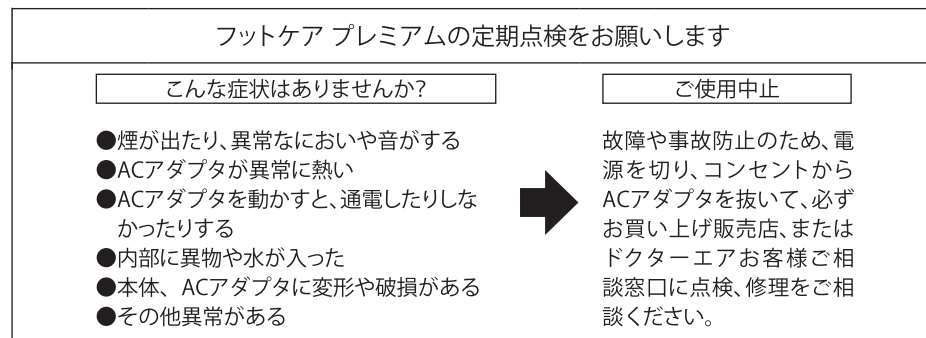 フットケア プレミアムの定期点検をお願いします
こんな症状はありませんか?
●煙が出たり、異常なにおいや音がする
●ACアダプタが異常に熱い
●ACアダプタを動かすと、通電したりしな
かったりする
●内部に異物や水が入った
●本体、ACアダプタに変形や破損がある
●その他異常がある
ご使用中止
故障や事故防止のため、電
源を切り、コンセントから
ACアダプタを抜いて、必ず
お買い上げ販売店、または
ドクターエアお客様ご相
談窓口に点検、修理をご相
談ください。